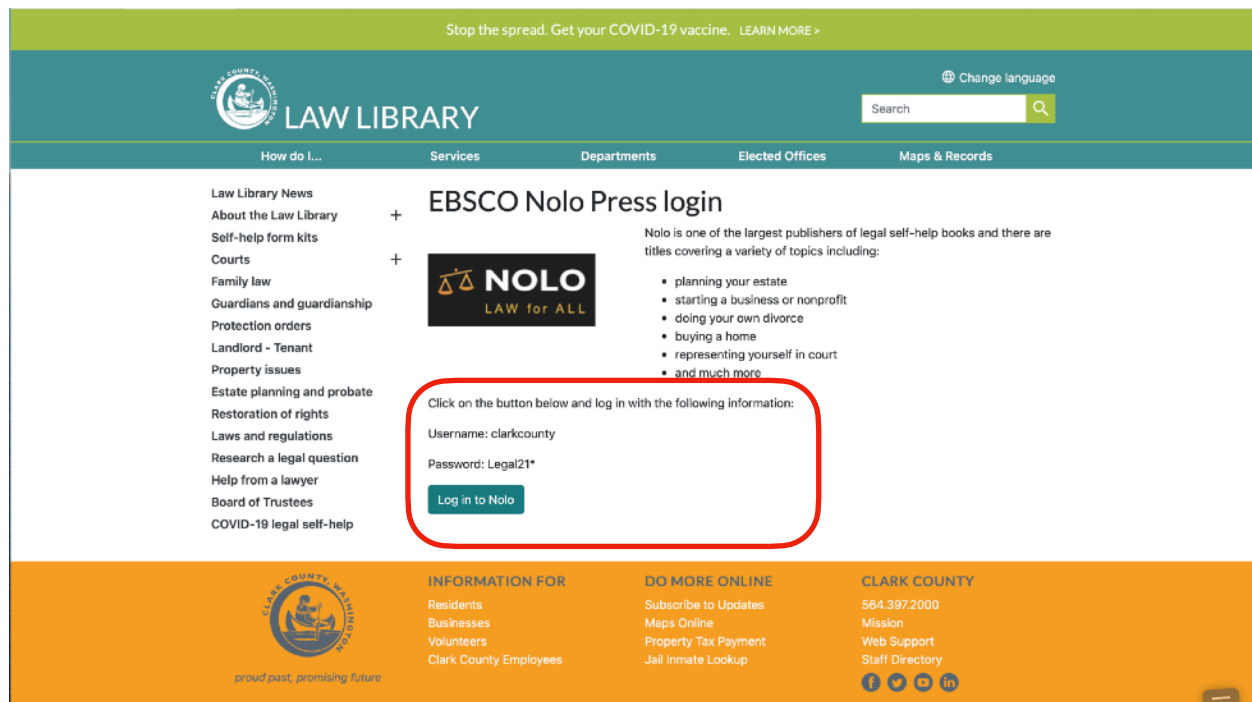 Stop the spread. Get your COVID-19 vaccine. LEARN MORE >
CLARK COUNTY, WASHINGTON
LAW LIBRARY
Change language
Search
How do I... Services Departments Elected Offices Maps & Records
Law Library News
About the Law Library +
Self-help form kits
Courts +
Family law
Guardians and guardianship
Protection orders
Landlord - Tenant
Property issues
Estate planning and probate
Restoration of rights
Laws and regulations
Research a legal question
Help from a lawyer
Board of Trustees
COVID-19 legal self-help
EBSCO Nolo Press login
NOLO
LAW for ALL
Nolo is one of the largest publishers of legal self-help books and there are
titles covering a variety of topics including:
• planning your estate
• starting a business or nonprofit
• doing your own divorce
• buying a home
• representing yourself in court
• and much more
Click on the button below and log in with the following information:
Username: clarkcounty
Password: Legal21*
Log in to Nolo
CLARK COUNTY, WASHINGTON
proud past, promising future
INFORMATION FOR
Residents
Businesses
Volunteers
Clark County Employees
DO MORE ONLINE
Subscribe to Updates
Maps Online
Property Tax Payment
Jail Inmate Lookup
CLARK COUNTY
564.397.2000
Mission
Web Support
Staff Directory